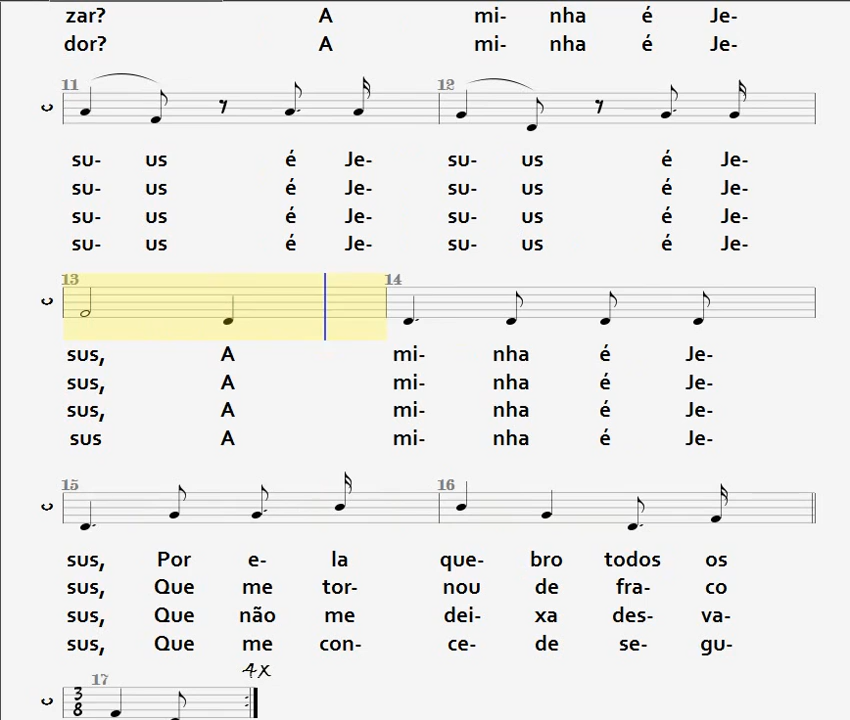 zar? A mi- nha é Je-
dor? A mi- nha é Je-
11 12
su- us é Je- su- us é Je-
su- us é Je- su- us é Je-
su- us é Je- su- us é Je-
su- us é Je- su- us é Je-
13 14
sus, A mi- nha é Je-
sus, A mi- nha é Je-
sus, A mi- nha é Je-
sus A mi- nha é Je-
15 16
sus, Por e- la que- bro todos os
sus, Que me tor- nou de fra- co
sus, Que não me dei- xa des- va-
sus, Que me con- ce- de se- gu-
17 4x
3
8